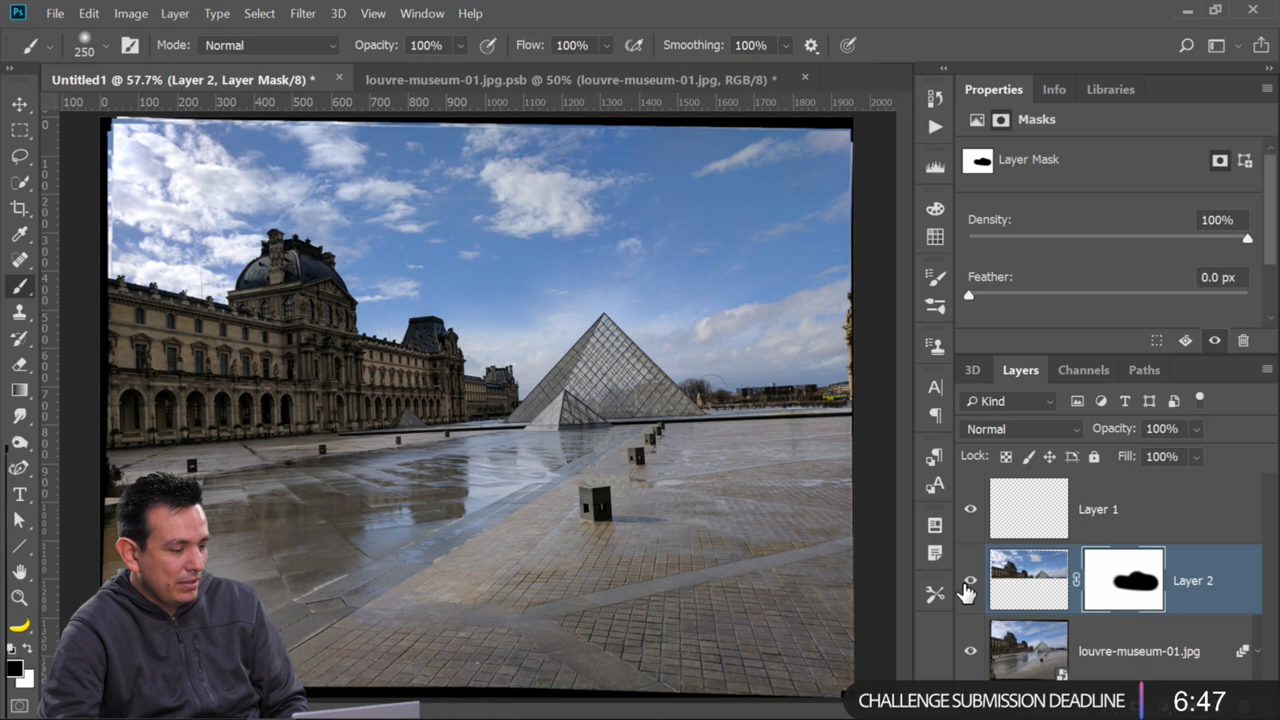 Ps File Edit Image Layer Type Select Filter 3D View Window Help
250 Mode: Normal Opacity: 100% Flow: 100% Smoothing: 100%
Untitled1 @ 57.7% (Layer 2, Layer Mask/8) * louvre-museum-01.jpg.psb @ 50% (louvre-museum-01.jpg, RGB/8) *
100 0 100 200 300 400 500 600 700 800 900 1000 1100 1200 1300 1400 1500 1600 1700 1800 1900 2000
Properties Info Libraries
Masks
Layer Mask
Density: 100%
Feather: 0.0 px
3D Layers Channels Paths
Kind
Normal Opacity: 100%
Lock: Fill: 100%
Layer 1
Layer 2
louvre-museum-01.jpg
CHALLENGE SUBMISSION DEADLINE 6:47